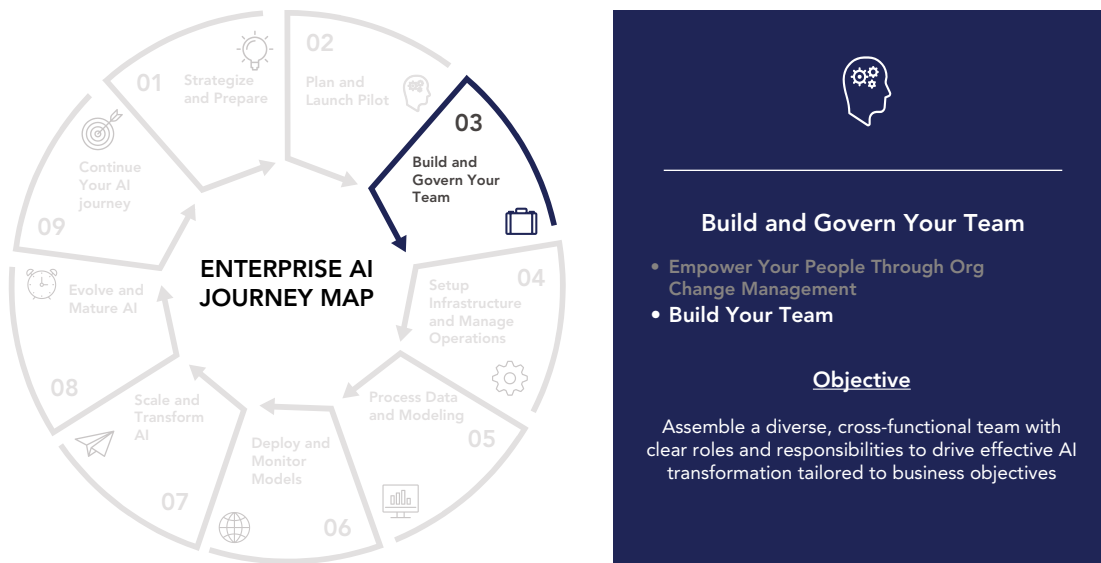 01
Strategize
and Prepare
02
Plan and
Launch Pilot
03
Build and
Govern Your
Team
04
Setup
Infrastructure
and Manage
Operations
Process Data
and Modeling
05
Deploy and
Monitor
Models
06
Scale and
Transform
AI
07
Evolve and
Mature AI
08
Continue
Your AI
journey
09
ENTERPRISE AI
JOURNEY MAP
Build and Govern Your Team
• Empower Your People Through Org
Change Management
• Build Your Team
Objective
Assemble a diverse, cross-functional team with
clear roles and responsibilities to drive effective AI
transformation tailored to business objectives